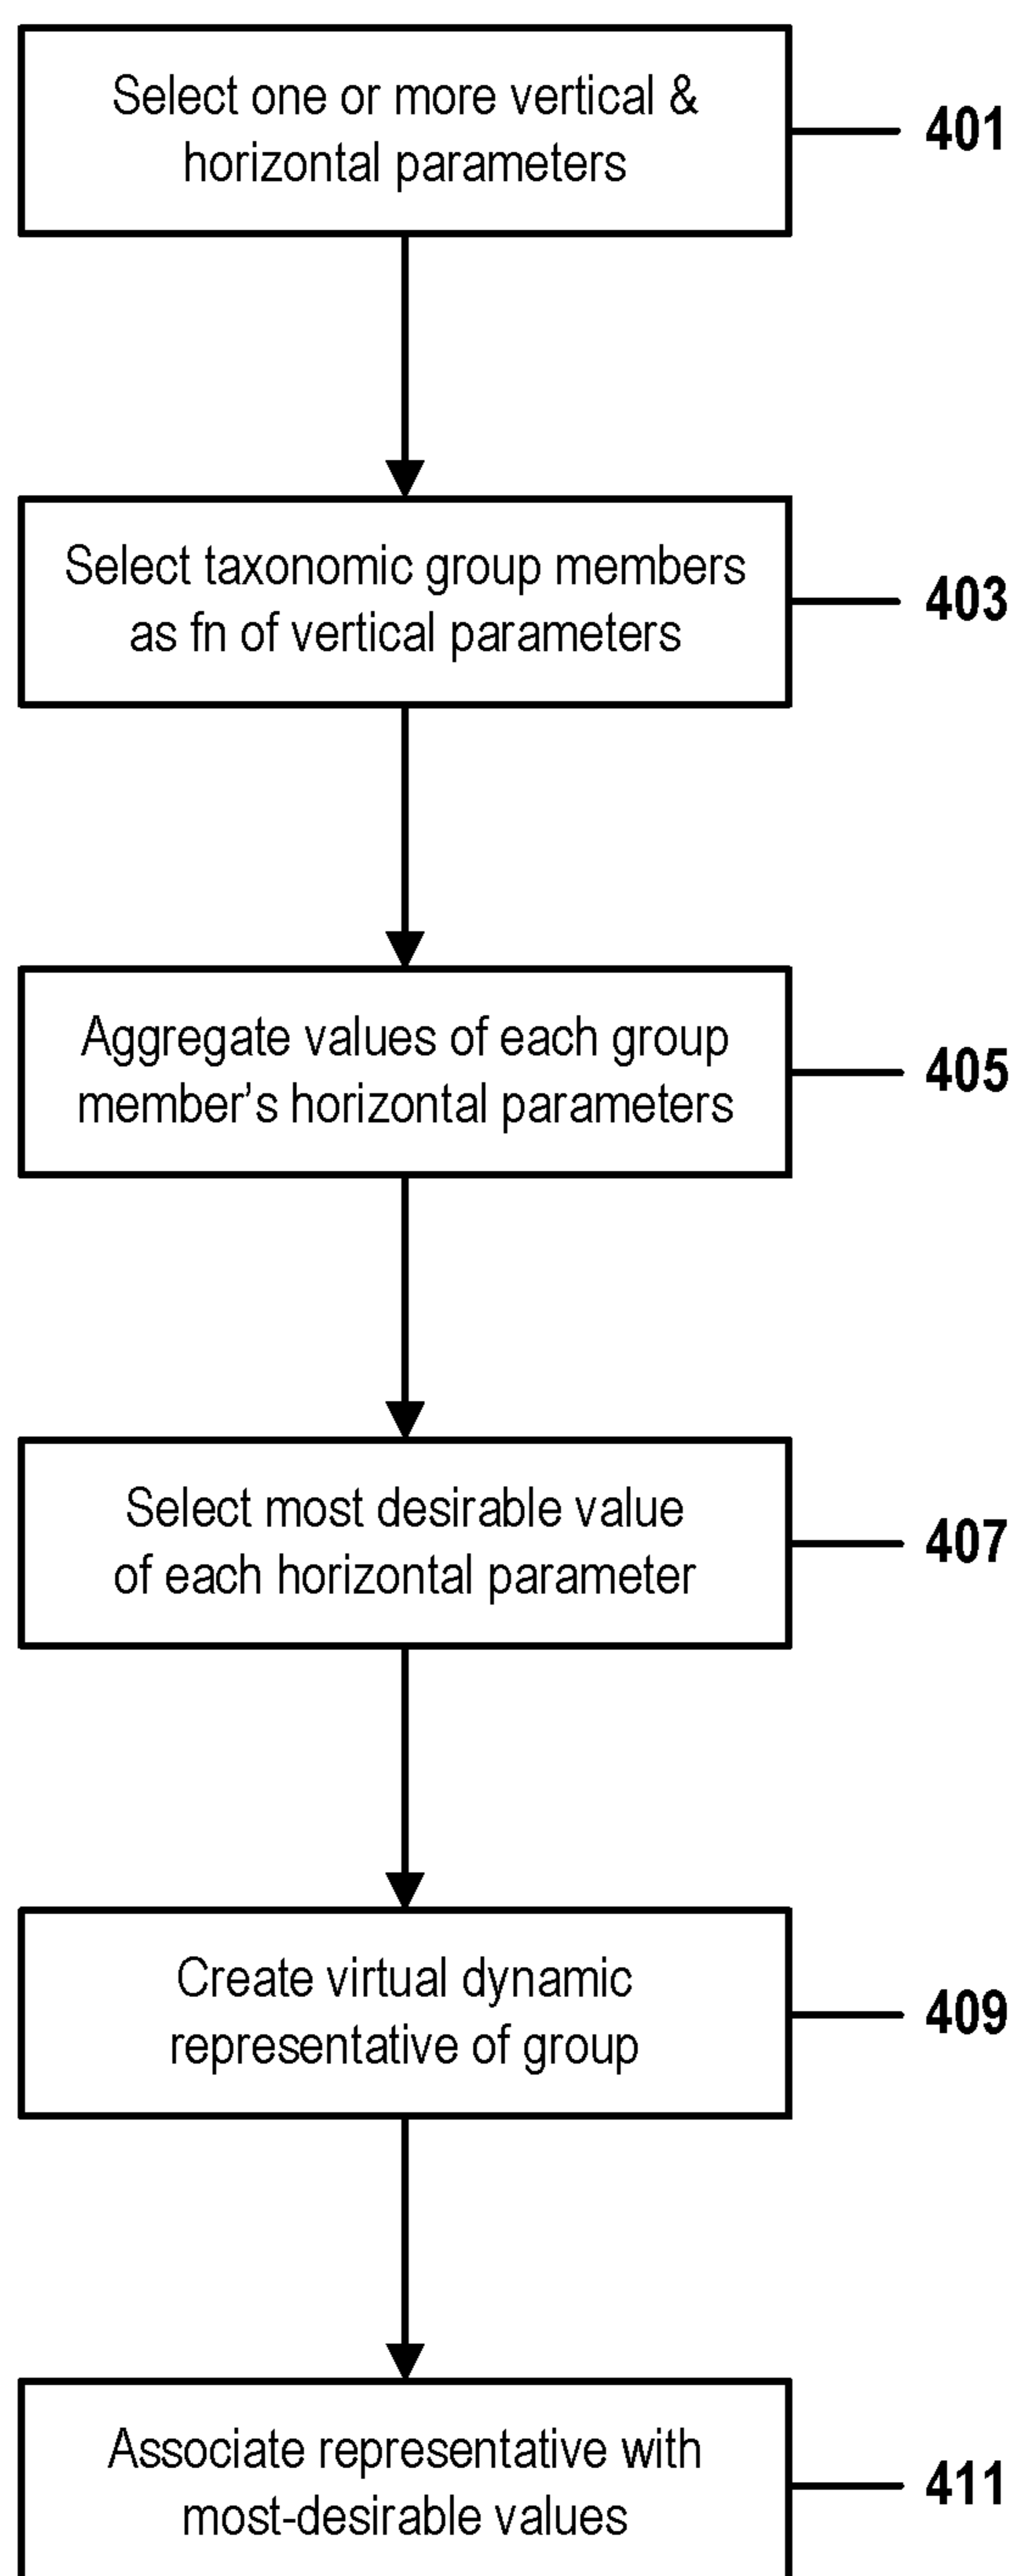 Select one or more vertical &
horizontal parameters
401
Select taxonomic group members
as fn of vertical parameters
403
Aggregate values of each group
member’s horizontal parameters
405
Select most desirable value
of each horizontal parameter
407
Create virtual dynamic
representative of group
409
Associate representative with
most-desirable values
411